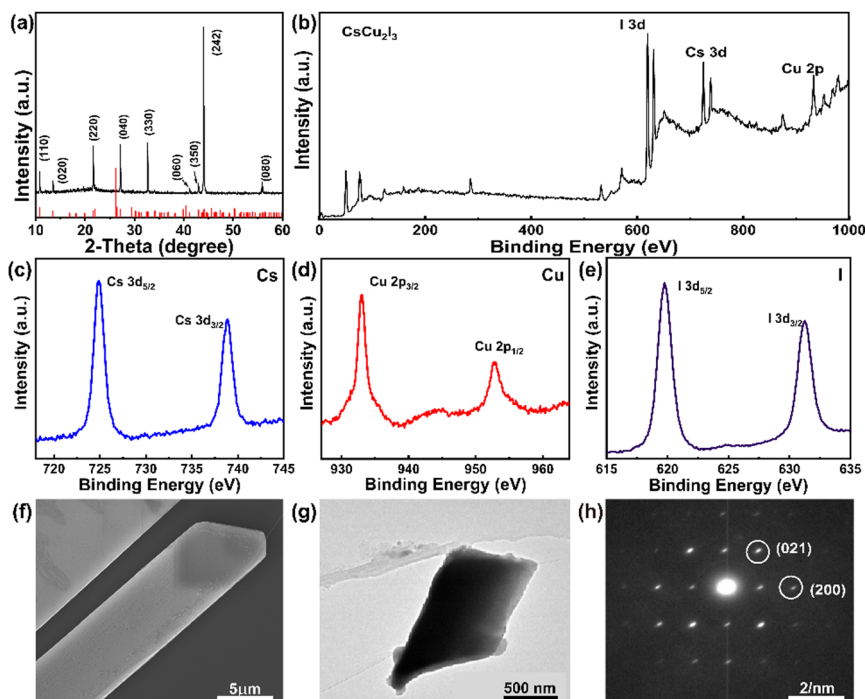 (a)
(110)
(020)
(220)
(040)
(330)
(060)
(350)
(242)
(080)
Intensity (a.u.)
10 20 30 40 50 60
2-Theta (degree)
(b)
CsCu₂I₃
I 3d
Cs 3d
Cu 2p
Intensity (a.u.)
0 200 400 600 800 1000
Binding Energy (eV)
(c)
Cs 3d₅/₂
Cs 3d₃/₂
Cs
Intensity (a.u.)
720 725 730 735 740 745
Binding Energy (eV)
(d)
Cu 2p₃/₂
Cu 2p₁/₂
Cu
Intensity (a.u.)
930 940 950 960
Binding Energy (eV)
(e)
I 3d₅/₂
I 3d₃/₂
I
Intensity (a.u.)
615 620 625 630 635
Binding Energy (eV)
(f)
5μm
(g)
500 nm
(h)
(021)
(200)
2/nm